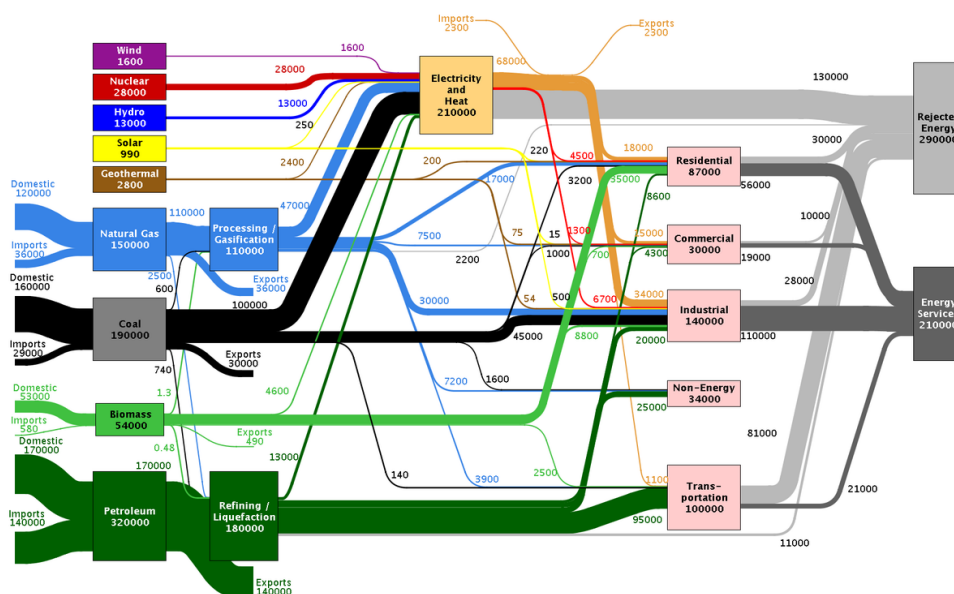 Imports
2300
Exports
2300
Wind
1600
1600
Nuclear
28000
28000
Hydro
13000
13000
250
Solar
990
Geothermal
2800
2400
200
Electricity
and
Heat
210000
68000
130000
Rejected
Energy
290000
30000
220
4500
18000
3200
35000
17000
Residential
87000
56000
8600
Domestic
120000
110000
47000
Natural Gas
150000
Processing /
Gasification
110000
Imports
36000
2500
600
Exports
36000
7500
2200
75
15
1000
1300
700
25000
4300
Commercial
30000
10000
19000
28000
Domestic
160000
100000
Coal
190000
Imports
29000
740
Exports
30000
30000
54
500
6700
34000
45000
8800
20000
Industrial
140000
110000
Energy
Services
210000
Domestic
53000
1.3
4600
Biomass
54000
Imports
580
Exports
490
0.48
7200
1600
Non-Energy
34000
25000
81000
Domestic
170000
170000
13000
Petroleum
320000
Imports
140000
Refining /
Liquefaction
180000
Exports
140000
140
3900
2500
1100
95000
Trans-
portation
100000
21000
11000